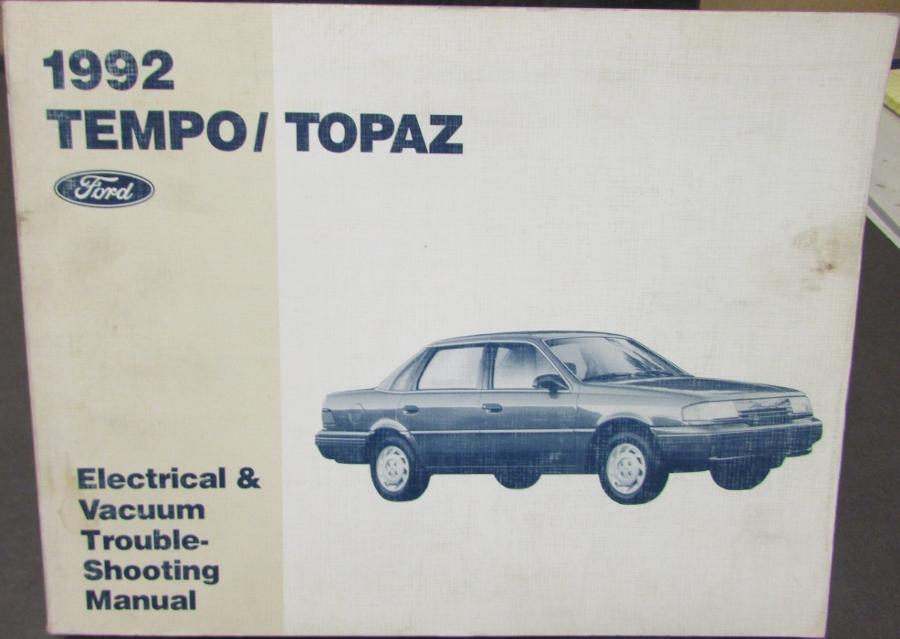 1992
TEMPO/ TOPAZ
Ford
Electrical &
Vacuum
Trouble-
Shooting
Manual